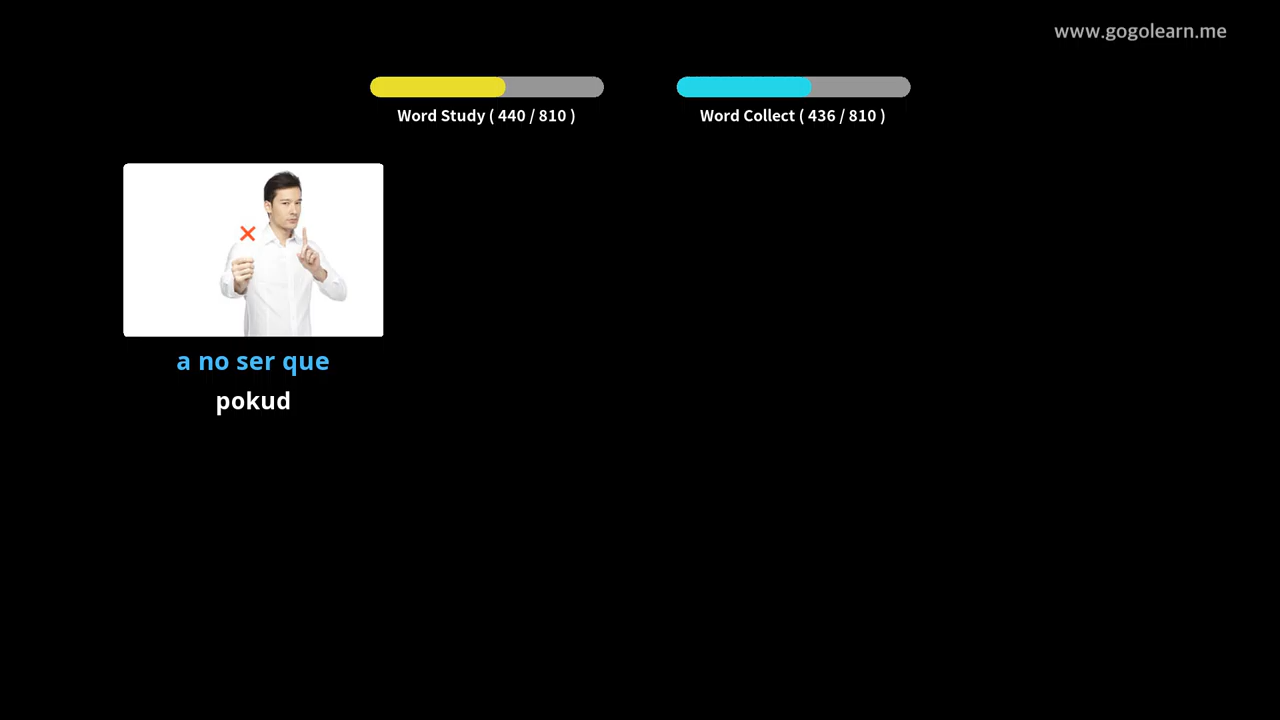 www.gogolearn.me
Word Study ( 440 / 810 )
Word Collect ( 436 / 810 )
a no ser que
pokud